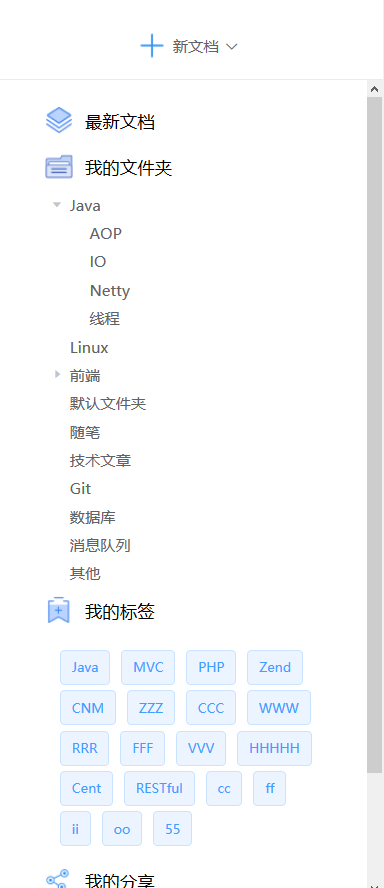 新文档
最新文档
我的文件夹
Java
AOP
IO
Netty
线程
Linux
前端
默认文件夹
随笔
技术文章
Git
数据库
消息队列
其他
我的标签
Java MVC PHP Zend
CNM ZZZ CCC WWW
RRR FFF VVV HHHHH
Cent RESTful cc ff
ii oo 55
我的分享